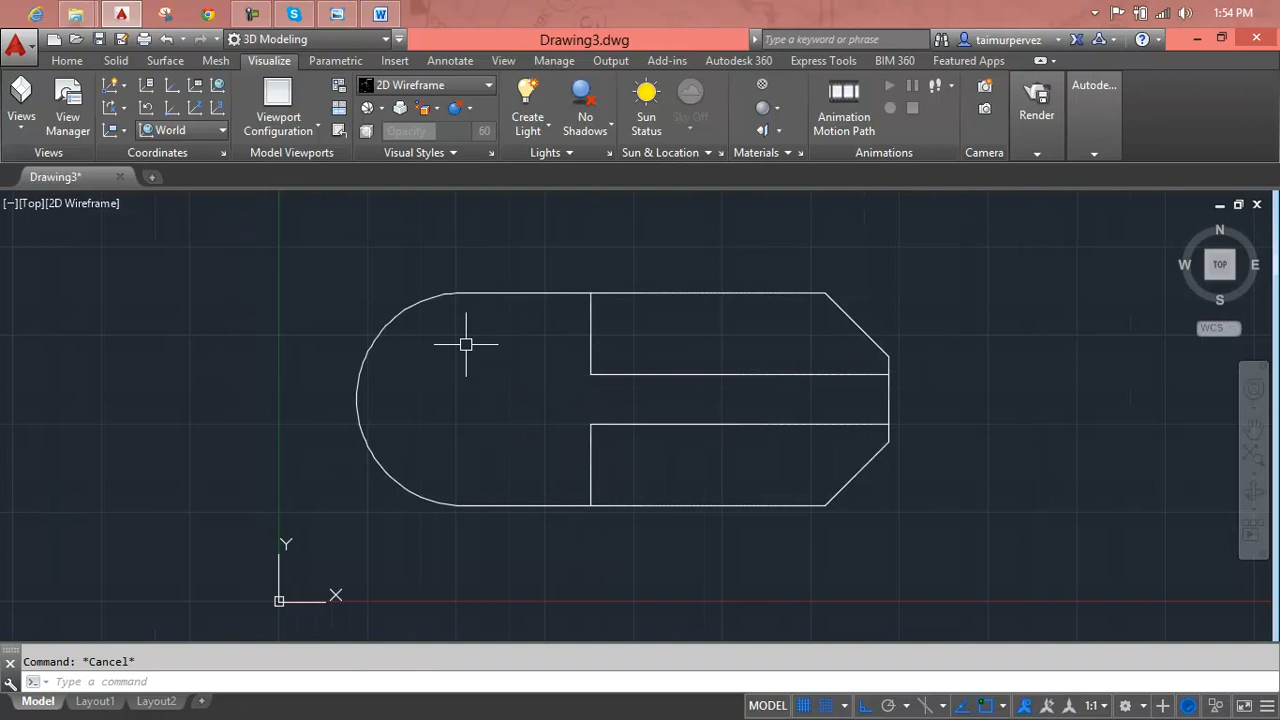 1:54 PM
3D Modeling
Drawing3.dwg
Type a keyword or phrase
taimurpervez
Home Solid Surface Mesh Visualize Parametric Insert Annotate View Manage Output Add-ins Autodesk 360 Express Tools BIM 360 Featured Apps
Views
View
Manager
World
Viewport
Configuration
2D Wireframe
Opacity 60
Create
Light
No
Shadows
Sun
Status
Sky Off
Animation
Motion Path
Render
Autode...
Views Coordinates Model Viewports Visual Styles Lights Sun & Location Materials Animations Camera
Drawing3*
[−][Top][2D Wireframe]
N
W TOP E
S
WCS
Y
X
Command: *Cancel*
Type a command
Model Layout1 Layout2 +
MODEL 1:1